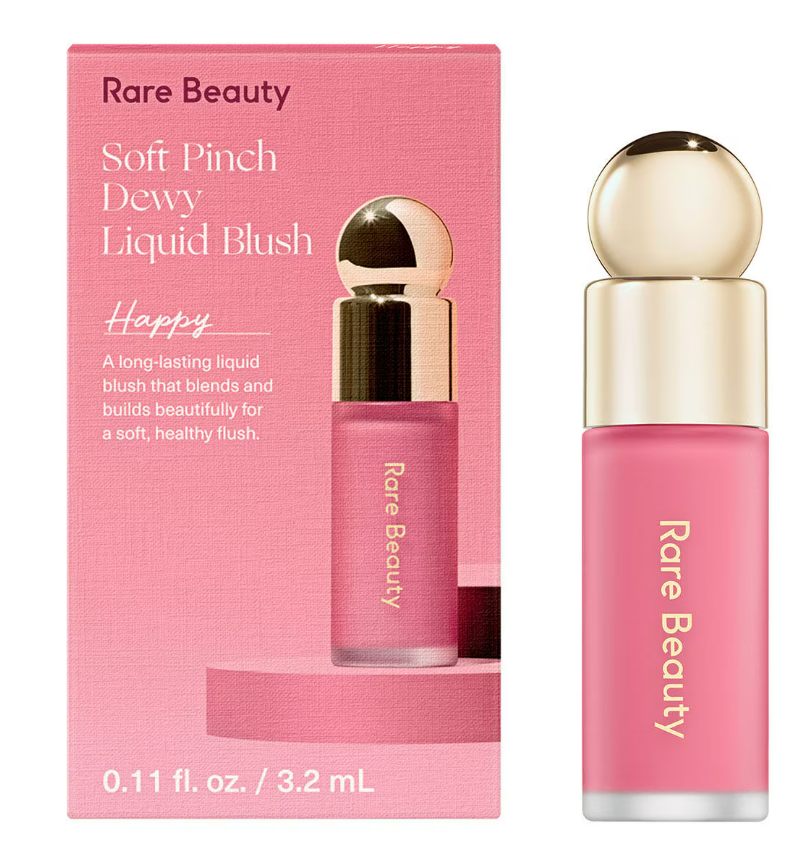 Happy
Rare Beauty
Soft Pinch
Dewy
Liquid Blush
Happy
A long-lasting liquid
blush that blends and
builds beautifully for
a soft, healthy flush.
Rare Beauty
0.11 fl. oz. / 3.2 mL
Rare Beauty